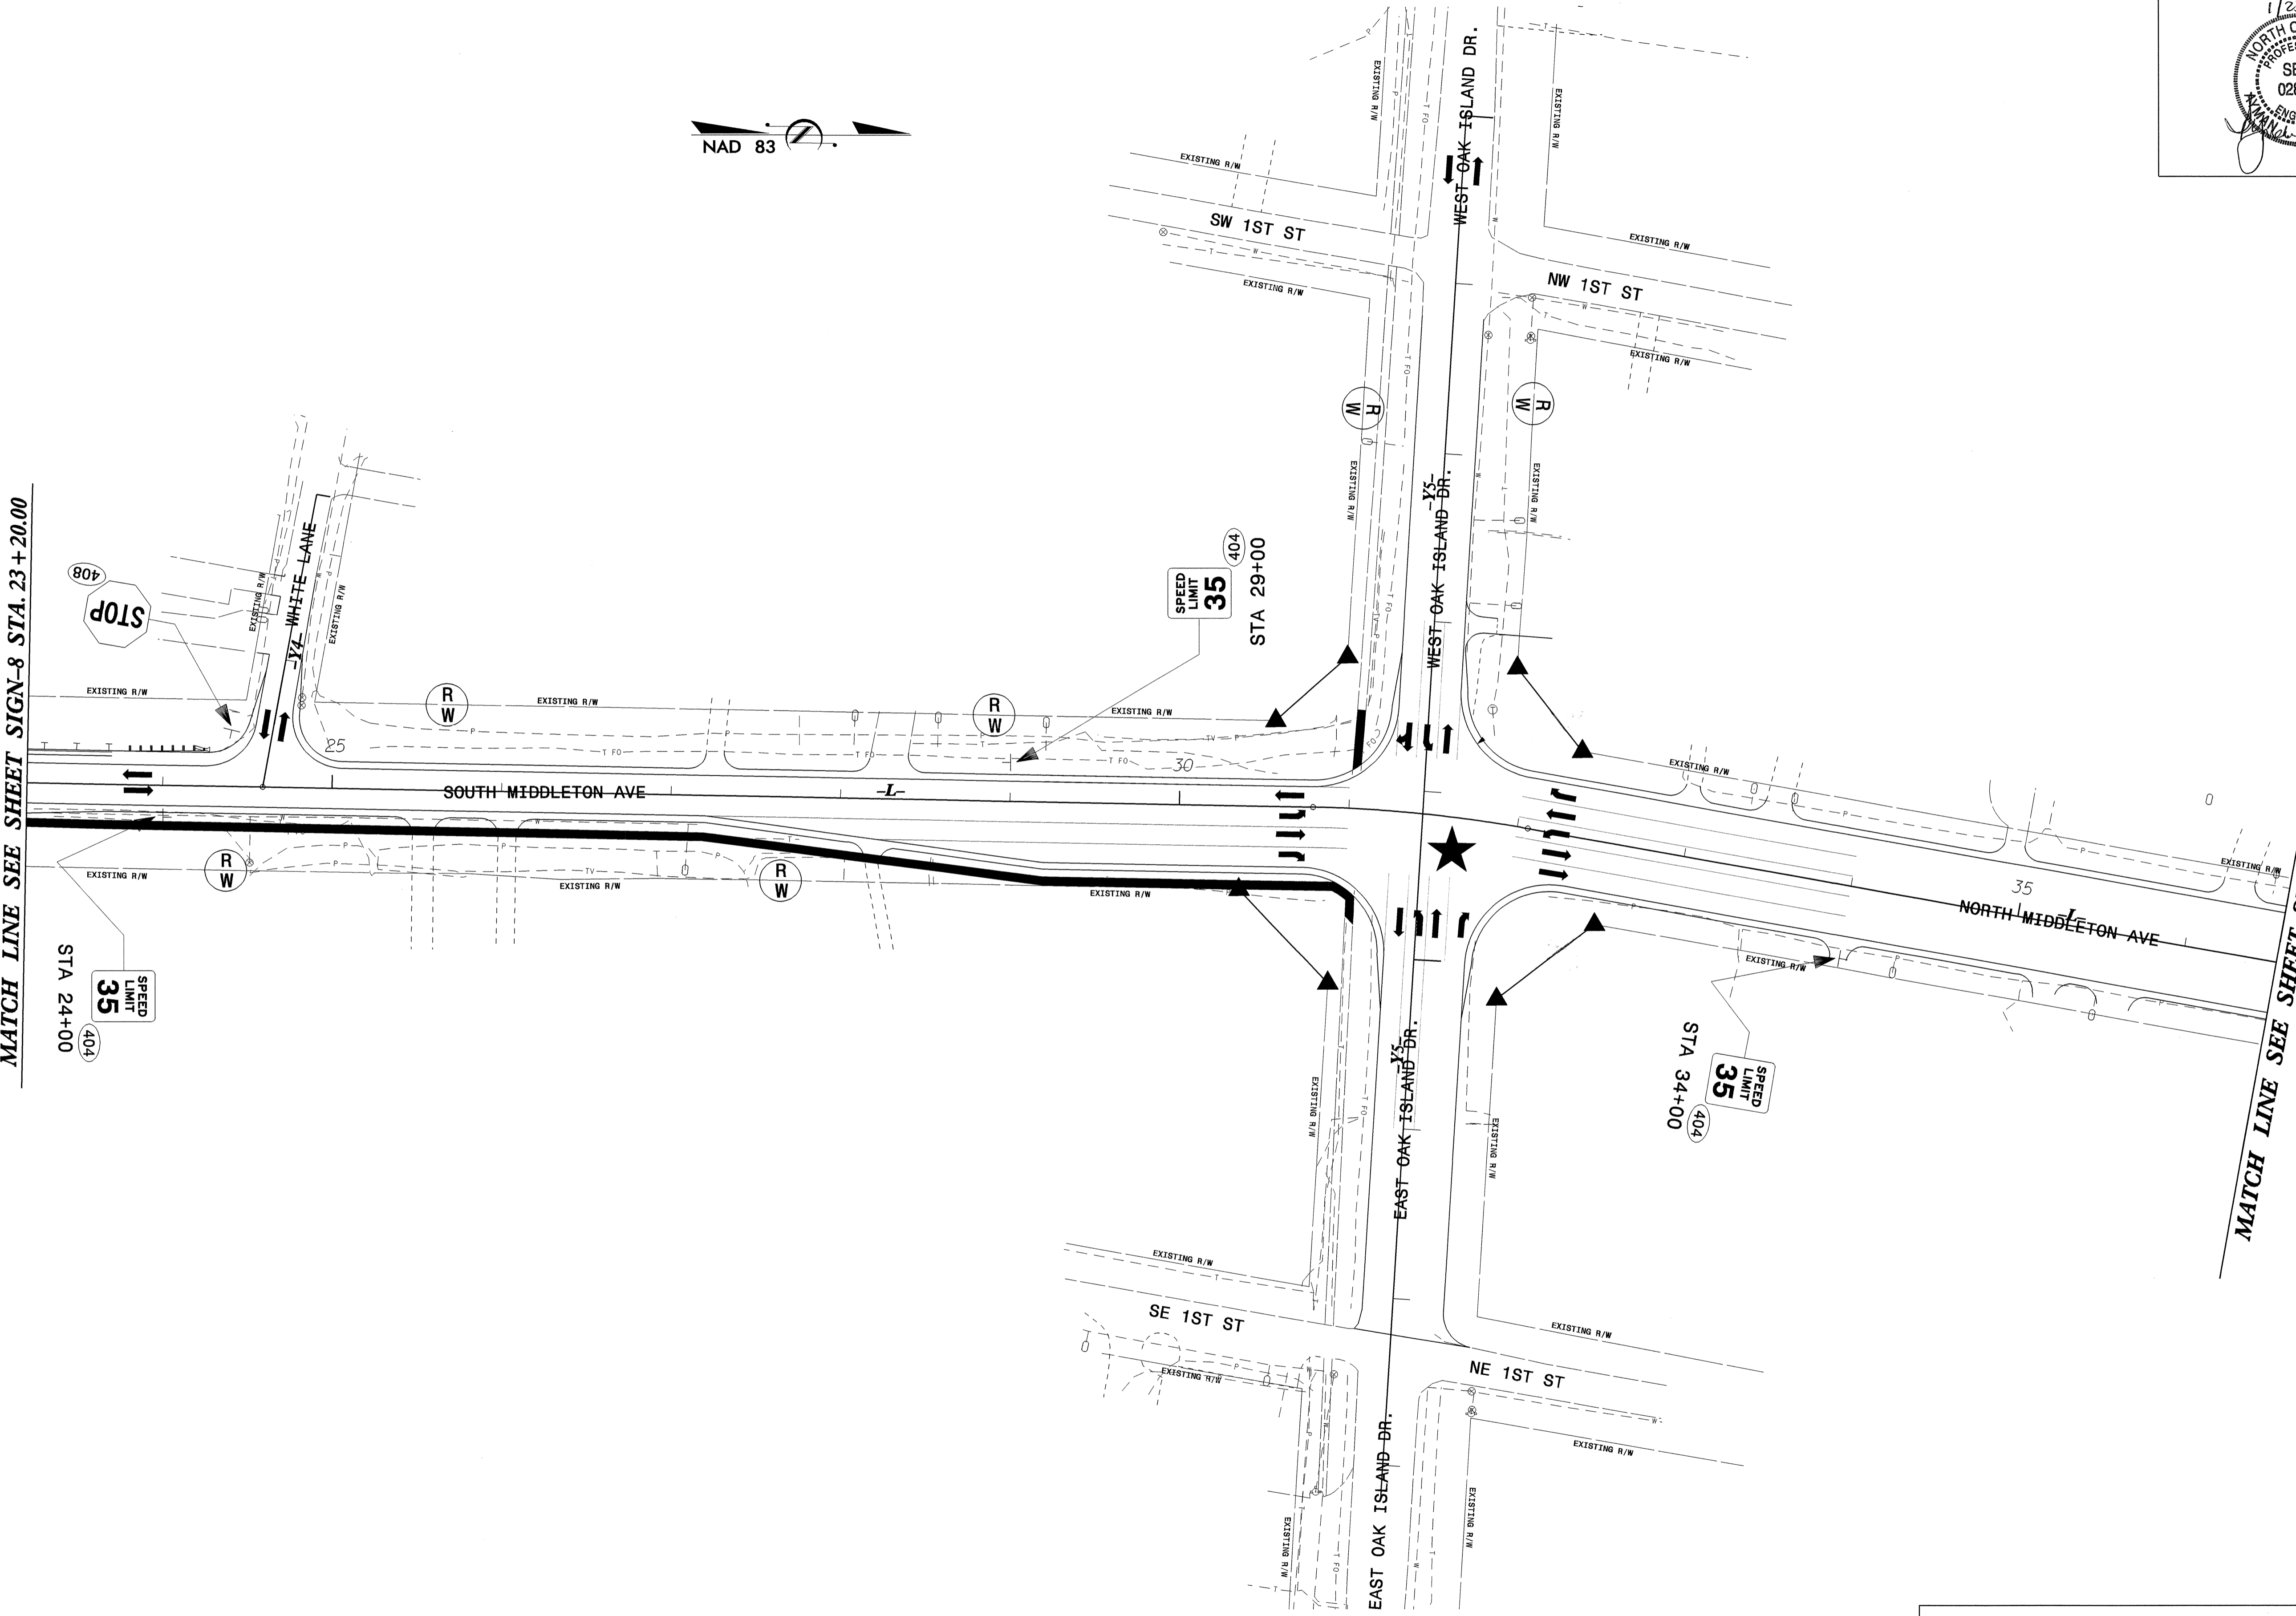 NAD 83
MATCH LINE SEE SHEET SIGN-8 STA. 23+20.00
STOP
408
-Y4- WHITE LANE
EXISTING R/W
EXISTING R/W
EXISTING R/W
R
W
EXISTING R/W
R
W
EXISTING R/W
25
SOUTH MIDDLETON AVE
-L-
30
SPEED
LIMIT
35
404
STA 29+00
EXISTING R/W
R
W
EXISTING R/W
R
W
EXISTING R/W
SPEED
LIMIT
35
404
STA 24+00
EXISTING R/W
EXISTING R/W
SW 1ST ST
EXISTING R/W
WEST OAK ISLAND DR.
EXISTING R/W
EXISTING R/W
NW 1ST ST
EXISTING R/W
R
W
R
W
EXISTING R/W
EXISTING R/W
-Y5-
WEST OAK ISLAND DR.
EXISTING R/W
EXISTING R/W
35
NORTH MIDDLETON AVE
-L-
EXISTING R/W
SPEED
LIMIT
35
404
STA 34+00
MATCH LINE SEE SHEET
-Y5-
EAST OAK ISLAND DR.
EXISTING R/W
EXISTING R/W
EXISTING R/W
SE 1ST ST
EXISTING R/W
EXISTING R/W
NE 1ST ST
EXISTING R/W
EAST OAK ISLAND DR.
EXISTING R/W
EXISTING R/W